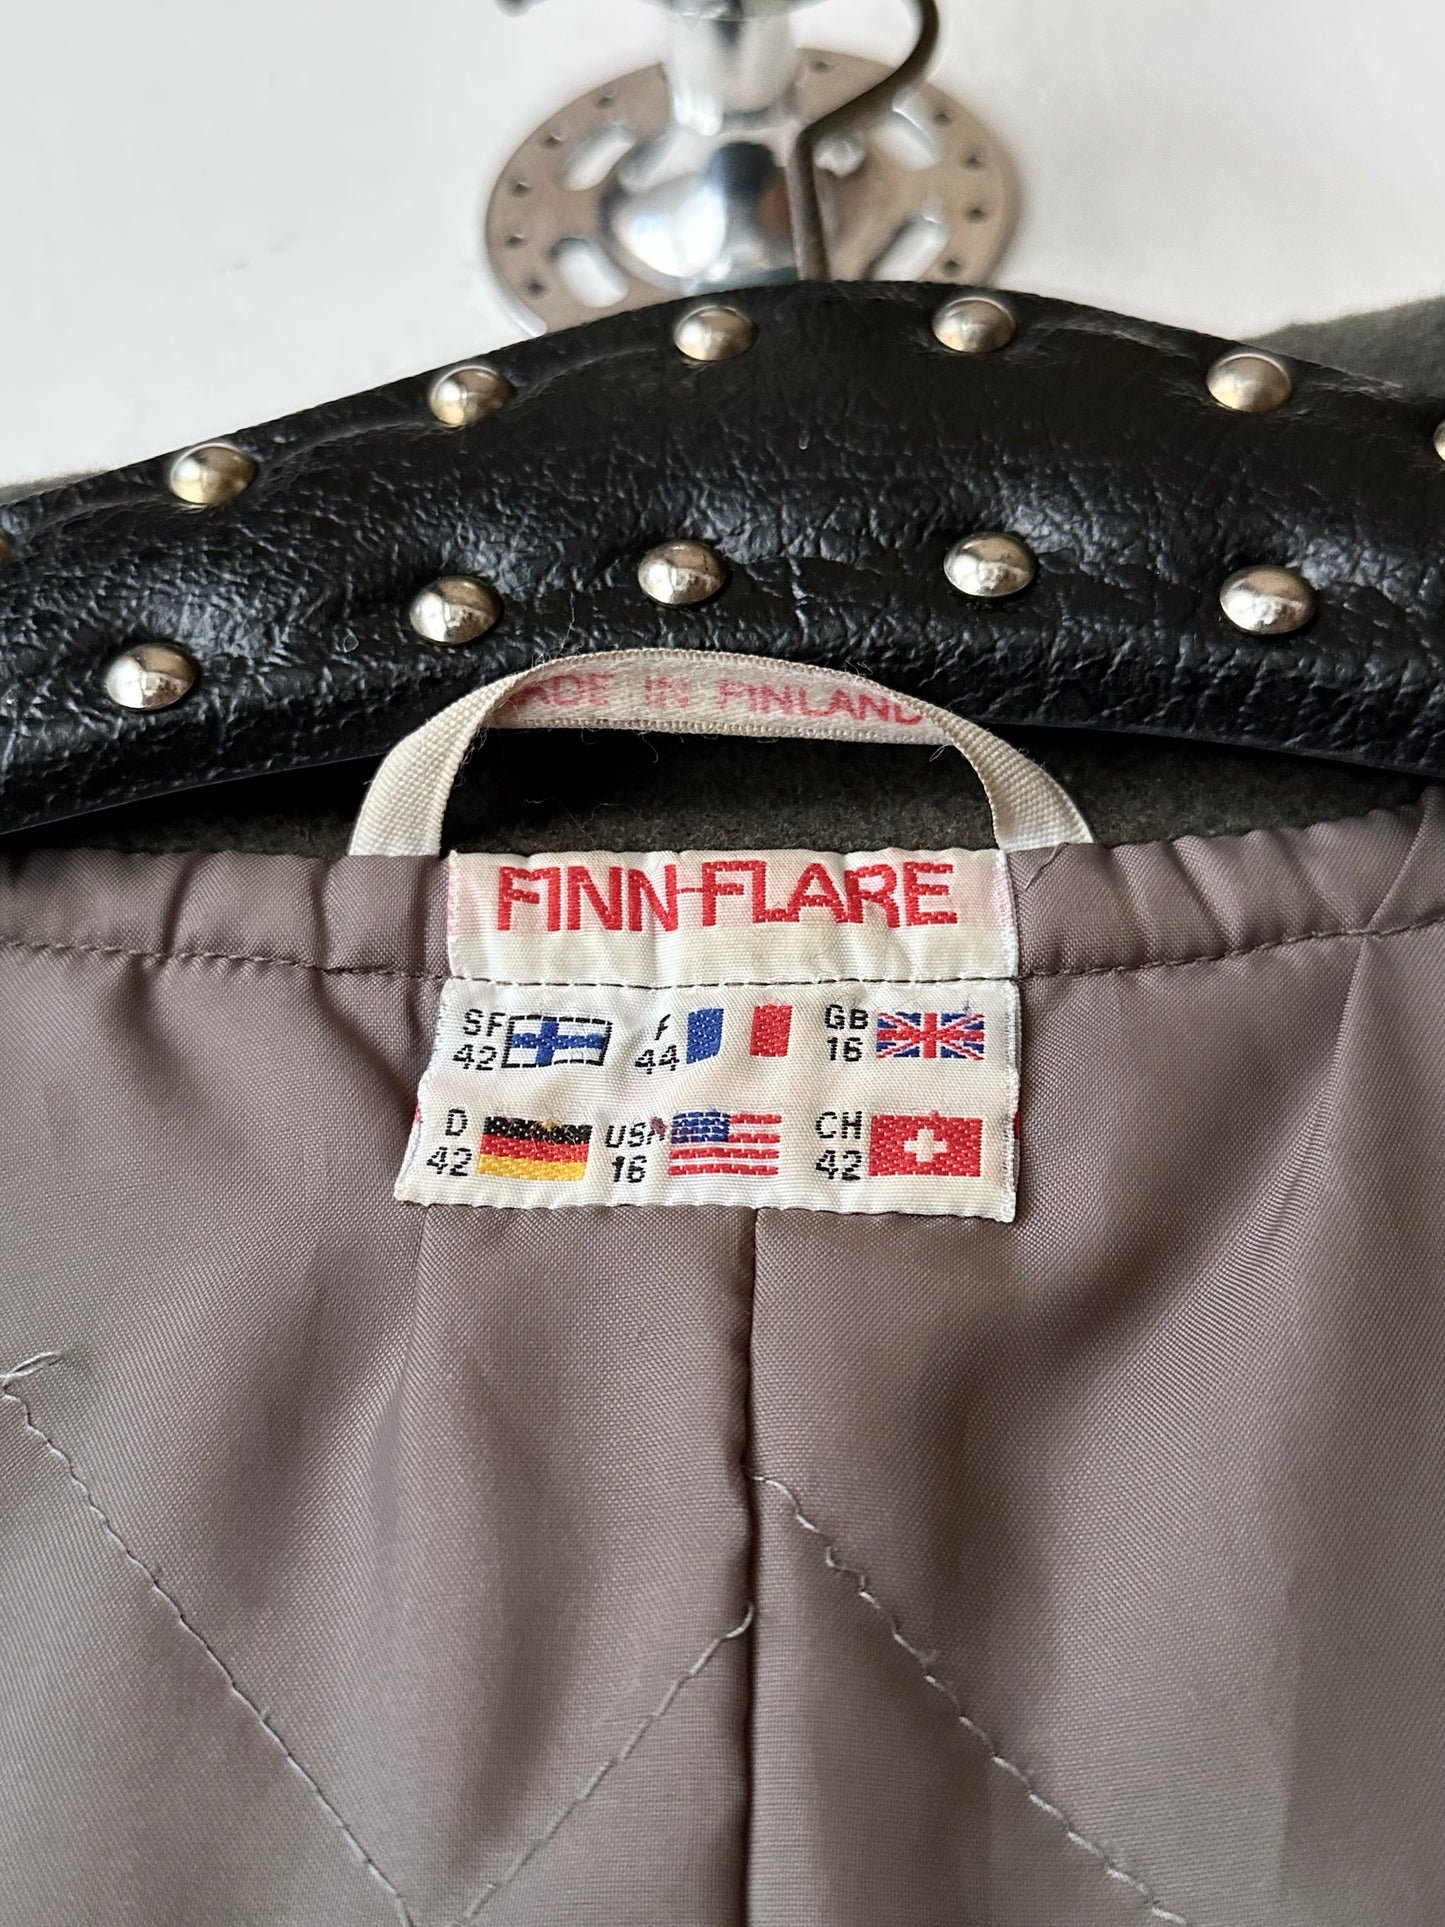 MADE IN FINLAND
FINN-FLARE
SF F GB
42 44 16
D USA CH
42 16 42